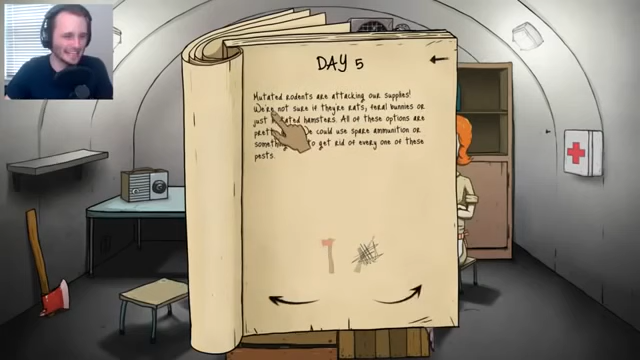 DAY 5
Mutated rodents are attacking our supplies!
We're not sure if they're rats, feral bunnies or
just hamsters. All of these options are
could use spare ammunition or
to get rid of every one of these
pests.